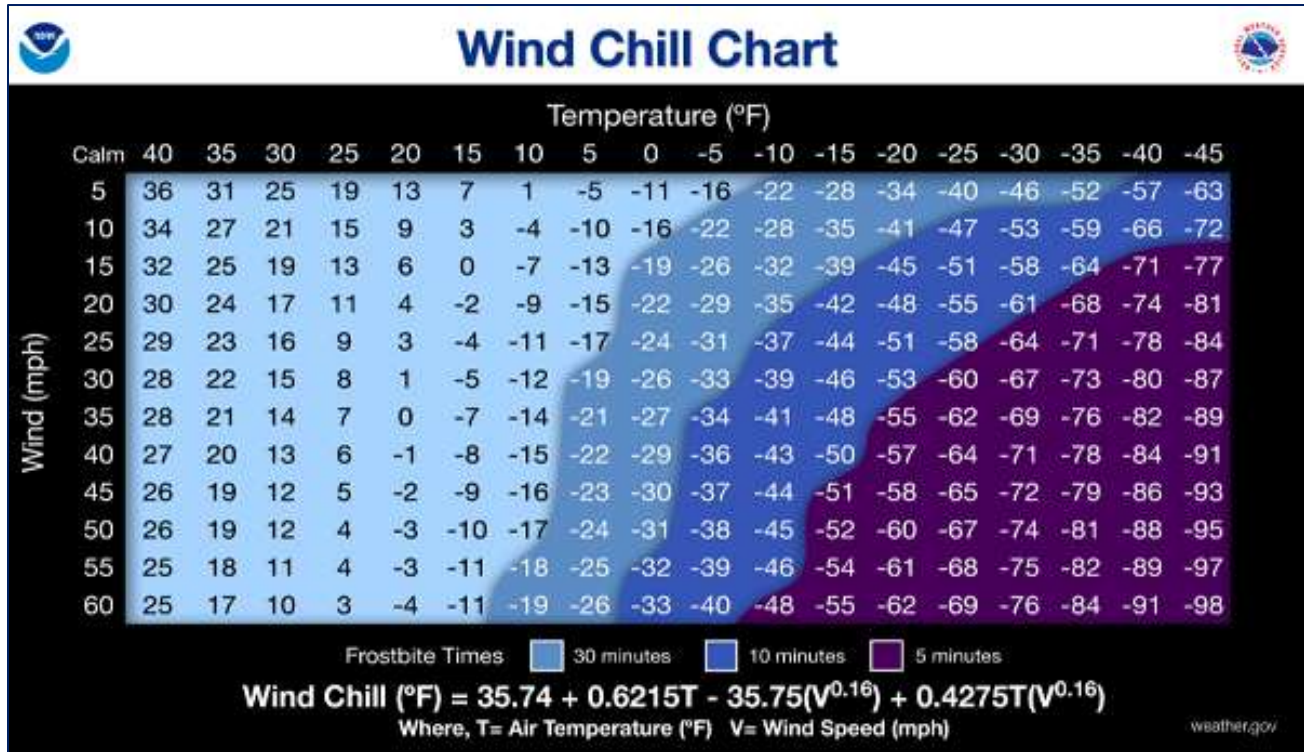 Wind Chill Chart
Temperature (ºF)
Calm 40 35 30 25 20 15 10 5 0 -5 -10 -15 -20 -25 -30 -35 -40 -45
5 36 31 25 19 13 7 1 -5 -11 -16 -22 -28 -34 -40 -46 -52 -57 -63
10 34 27 21 15 9 3 -4 -10 -16 -22 -28 -35 -41 -47 -53 -59 -66 -72
15 32 25 19 13 6 0 -7 -13 -19 -26 -32 -39 -45 -51 -58 -64 -71 -77
20 30 24 17 11 4 -2 -9 -15 -22 -29 -35 -42 -48 -55 -61 -68 -74 -81
25 29 23 16 9 3 -4 -11 -17 -24 -31 -37 -44 -51 -58 -64 -71 -78 -84
30 28 22 15 8 1 -5 -12 -19 -26 -33 -39 -46 -53 -60 -67 -73 -80 -87
35 28 21 14 7 0 -7 -14 -21 -27 -34 -41 -48 -55 -62 -69 -76 -82 -89
40 27 20 13 6 -1 -8 -15 -22 -29 -36 -43 -50 -57 -64 -71 -78 -84 -91
45 26 19 12 5 -2 -9 -16 -23 -30 -37 -44 -51 -58 -65 -72 -79 -86 -93
50 26 19 12 4 -3 -10 -17 -24 -31 -38 -45 -52 -60 -67 -74 -81 -88 -95
55 25 18 11 4 -3 -11 -18 -25 -32 -39 -46 -54 -61 -68 -75 -82 -89 -97
60 25 17 10 3 -4 -11 -19 -26 -33 -40 -48 -55 -62 -69 -76 -84 -91 -98
Wind (mph)
Frostbite Times 30 minutes 10 minutes 5 minutes
Wind Chill (ºF) = 35.74 + 0.6215T - 35.75(V0.16) + 0.4275T(V0.16)
Where, T= Air Temperature (ºF) V= Wind Speed (mph)
weather.gov